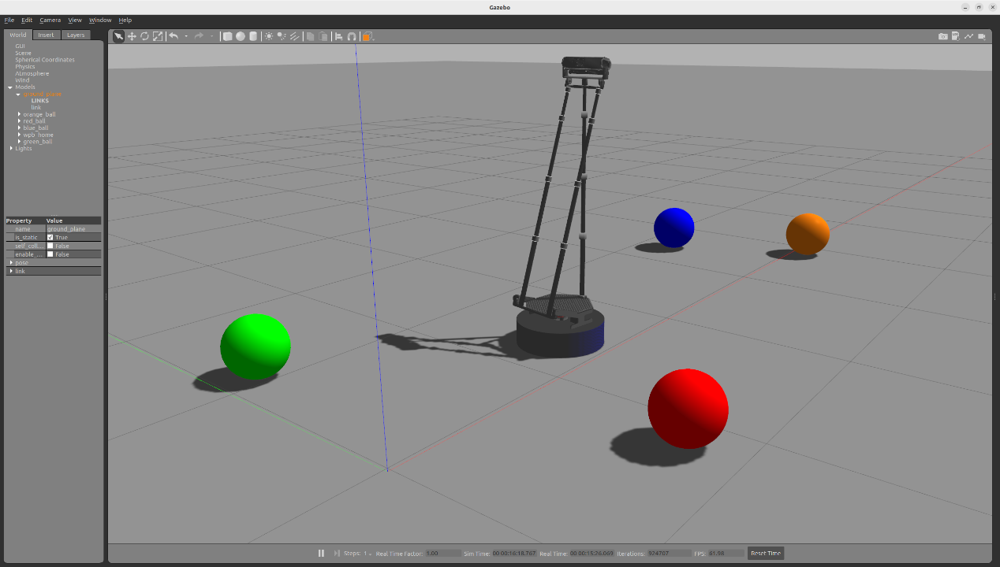 Gazebo
File Edit Camera View Window Help
World Insert Layers
GUI
Scene
Spherical Coordinates
Physics
Atmosphere
Wind
Models
ground_plane
LINKS
link
orange_ball
red_ball
blue_ball
wpb_home
green_ball
Lights
Property Value
name ground_plane
is_static True
self_coll... False
enable_... False
pose
link
Steps: 1 Real Time Factor: 1.00 Sim Time: 00 00:16:18.767 Real Time: 00 00:15:26.069 Iterations: 924707 FPS: 61.98 Reset Time